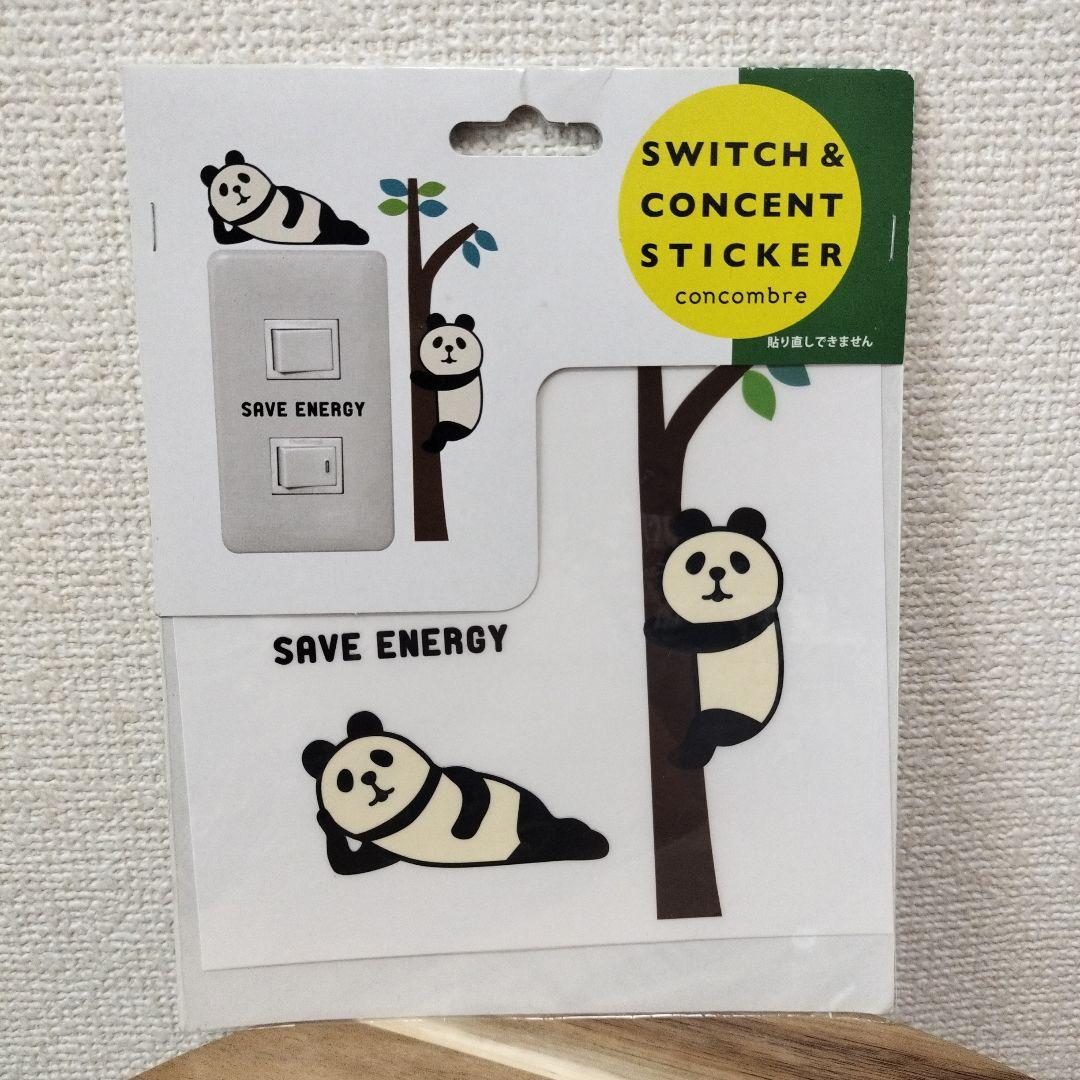 SWITCH &
CONCENT
STICKER
concombre
貼り直しできません
SAVE ENERGY
SAVE ENERGY